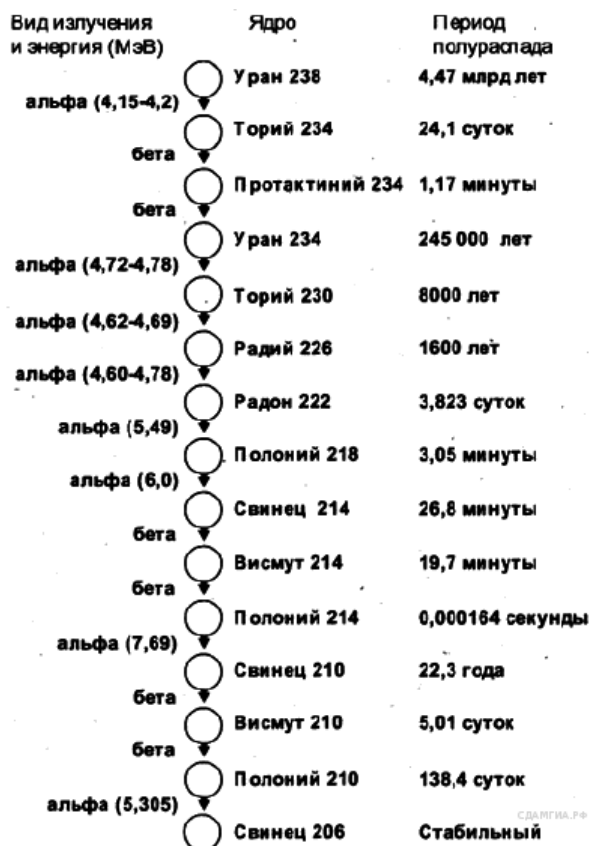 Вид излучения Ядро Период
и энергия (МэВ) полураспада
Уран 238 4,47 млрд лет
альфа (4,15-4,2)
Торий 234 24,1 суток
бета
Протактиний 234 1,17 минуты
бета
Уран 234 245 000 лет
альфа (4,72-4,78)
Торий 230 8000 лет
альфа (4,62-4,69)
Радий 226 1600 лет
альфа (4,60-4,78)
Радон 222 3,823 суток
альфа (5,49)
Полоний 218 3,05 минуты
альфа (6,0)
Свинец 214 26,8 минуты
бета
Висмут 214 19,7 минуты
бета
Полоний 214 0,000164 секунды
альфа (7,69)
Свинец 210 22,3 года
бета
Висмут 210 5,01 суток
бета
Полоний 210 138,4 суток
альфа (5,305)
СДАМГИА.РФ
Свинец 206 Стабильный